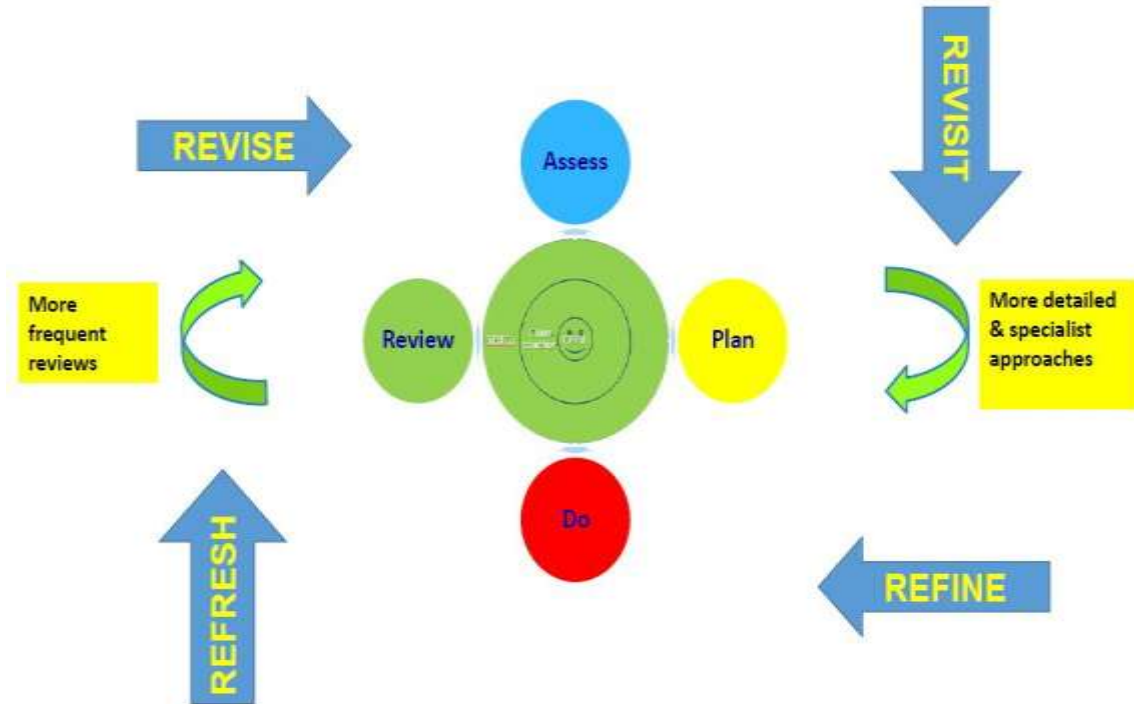 REVISE
REVISIT
Assess
More
frequent
reviews
Review
Plan
More detailed
& specialist
approaches
Do
REFRESH
REFINE